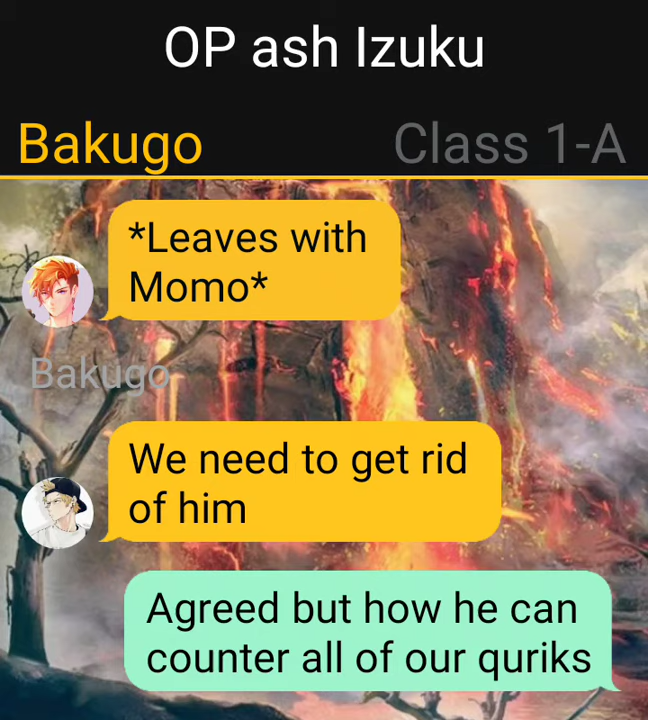 OP ash Izuku
Bakugo Class 1-A
*Leaves with
Momo*
Bakugo
We need to get rid
of him
Agreed but how he can
counter all of our quriks